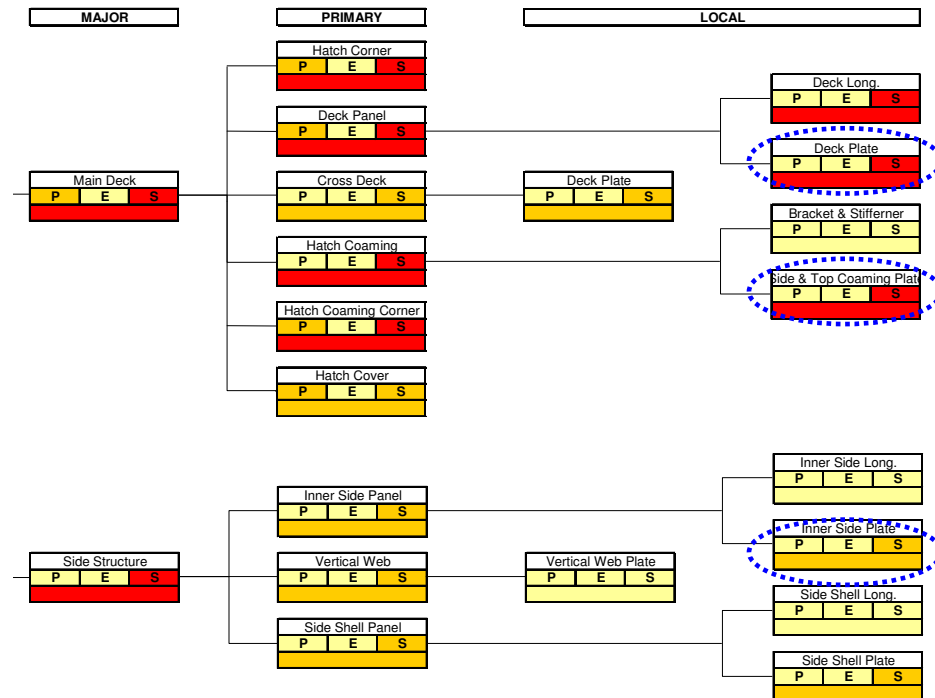 MAJOR PRIMARY LOCAL
Hatch Corner
P E S
Deck Long.
P E S
Deck Panel
P E S
Deck Plate
P E S
Main Deck
P E S
Cross Deck
P E S
Deck Plate
P E S
Bracket & Stifferner
P E S
Hatch Coaming
P E S
Side & Top Coaming Plate
P E S
Hatch Coaming Corner
P E S
Hatch Cover
P E S
Inner Side Long.
P E S
Inner Side Panel
P E S
Inner Side Plate
P E S
Side Structure
P E S
Vertical Web
P E S
Vertical Web Plate
P E S
Side Shell Long.
P E S
Side Shell Panel
P E S
Side Shell Plate
P E S